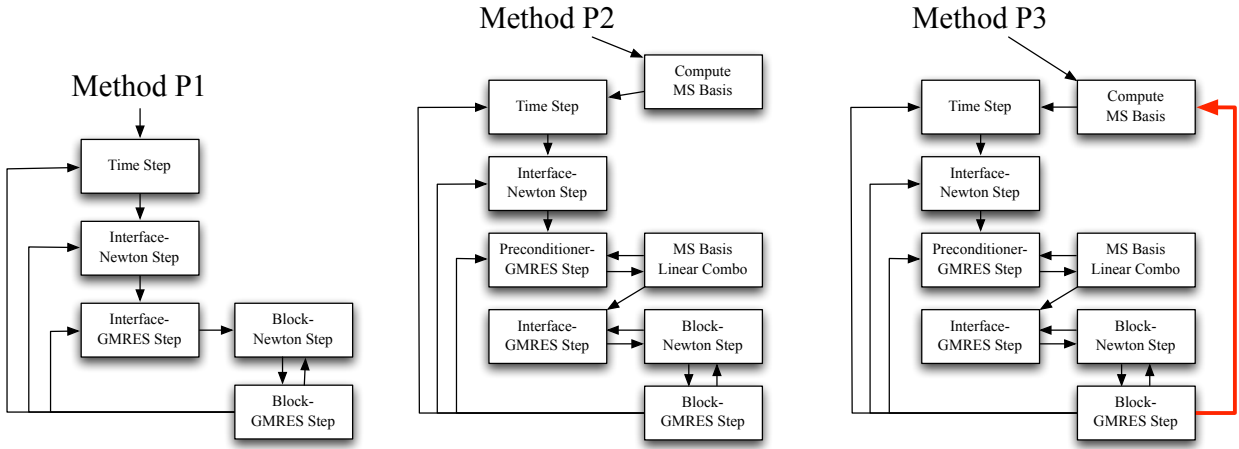 Method P1
Time Step
Interface-
Newton Step
Interface-
GMRES Step
Block-
Newton Step
Block-
GMRES Step
Method P2
Compute
MS Basis
Time Step
Interface-
Newton Step
Preconditioner-
GMRES Step
MS Basis
Linear Combo
Interface-
GMRES Step
Block-
Newton Step
Block-
GMRES Step
Method P3
Compute
MS Basis
Time Step
Interface-
Newton Step
Preconditioner-
GMRES Step
MS Basis
Linear Combo
Interface-
GMRES Step
Block-
Newton Step
Block-
GMRES Step